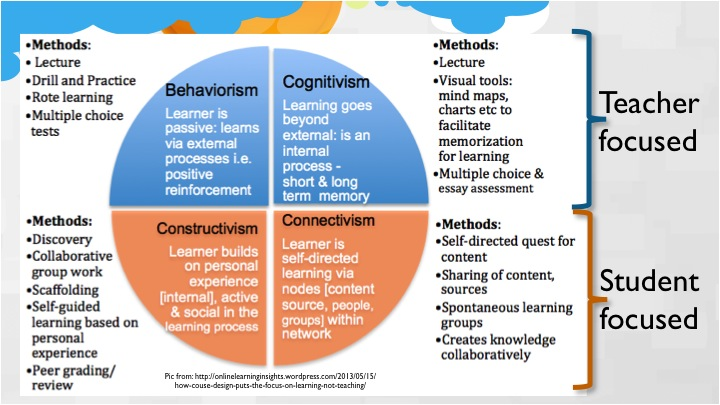 •Methods:
• Lecture
•Drill and Practice
•Rote learning
•Multiple choice
tests
Behaviorism
Learner is
passive: learns
via external
processes i.e.
positive
reinforcement
Cognitivism
Learning goes
beyond
external: is an
internal
process -
short & long
term memory
•Methods:
•Lecture
•Visual tools:
mind maps,
charts etc to
facilitate
memorization
for learning
•Multiple choice &
essay assessment
Teacher
focused
•Methods:
•Discovery
•Collaborative
group work
•Scaffolding
•Self-guided
learning based on
personal
experience
•Peer grading/
review
Constructivism
Learner builds
on personal
experience
[internal], active
& social in the
learning process
Connectivism
Learner is
self-directed
learning via
nodes [content
source, people,
groups] within
network
•Methods:
•Self-directed quest for
content
•Sharing of content,
sources
•Spontaneous learning
groups
•Creates knowledge
collaboratively
Student
focused
Pic from: http://onlinelearninginsights.wordpress.com/2013/05/15/
how-couse-design-puts-the-focus-on-learning-not-teaching/